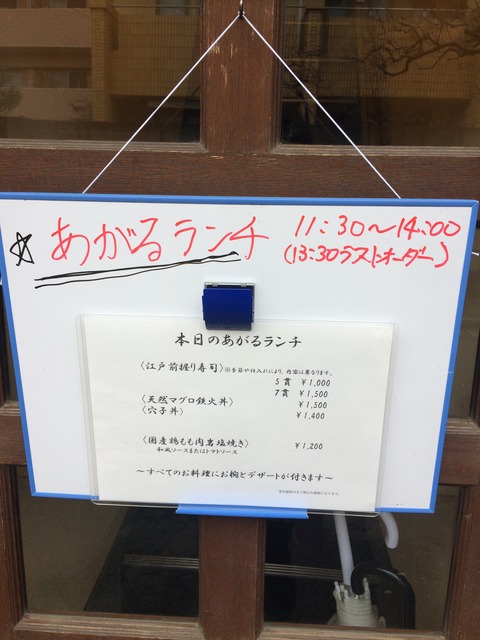 ☆ あがるランチ 11:30〜14:00
(13:30ラストオーダー)
本日のあがるランチ
〈江戸前握り寿司〉※季節や仕入れにより、内容は異なります。
5貫 ¥1,000
7貫 ¥1,500
〈天然マグロ鉄火丼〉 ¥1,500
〈穴子丼〉 ¥1,400
〈国産鶏もも肉岩塩焼き〉 ¥1,200
和風ソースまたはトマトソース
〜すべてのお料理にお椀とデザートが付きます〜